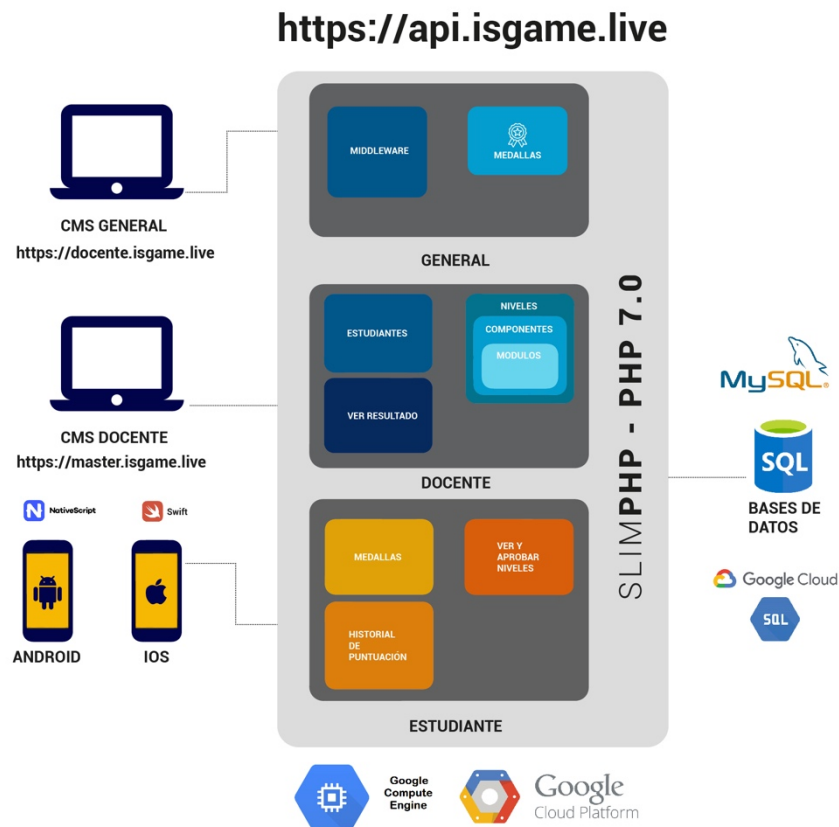 https://api.isgame.live
MIDDLEWARE
MEDALLAS
GENERAL
CMS GENERAL
https://docente.isgame.live
ESTUDIANTES
VER RESULTADO
NIVELES
COMPONENTES
MODULOS
DOCENTE
CMS DOCENTE
https://master.isgame.live
NativeScript
Swift
ANDROID
IOS
MEDALLAS
VER Y
APROBAR
NIVELES
HISTORIAL
DE
PUNTUACIÓN
ESTUDIANTE
SLIMPHP - PHP 7.0
MySQL®
SQL
BASES DE
DATOS
Google Cloud
SQL
Google
Compute
Engine
Google
Cloud Platform